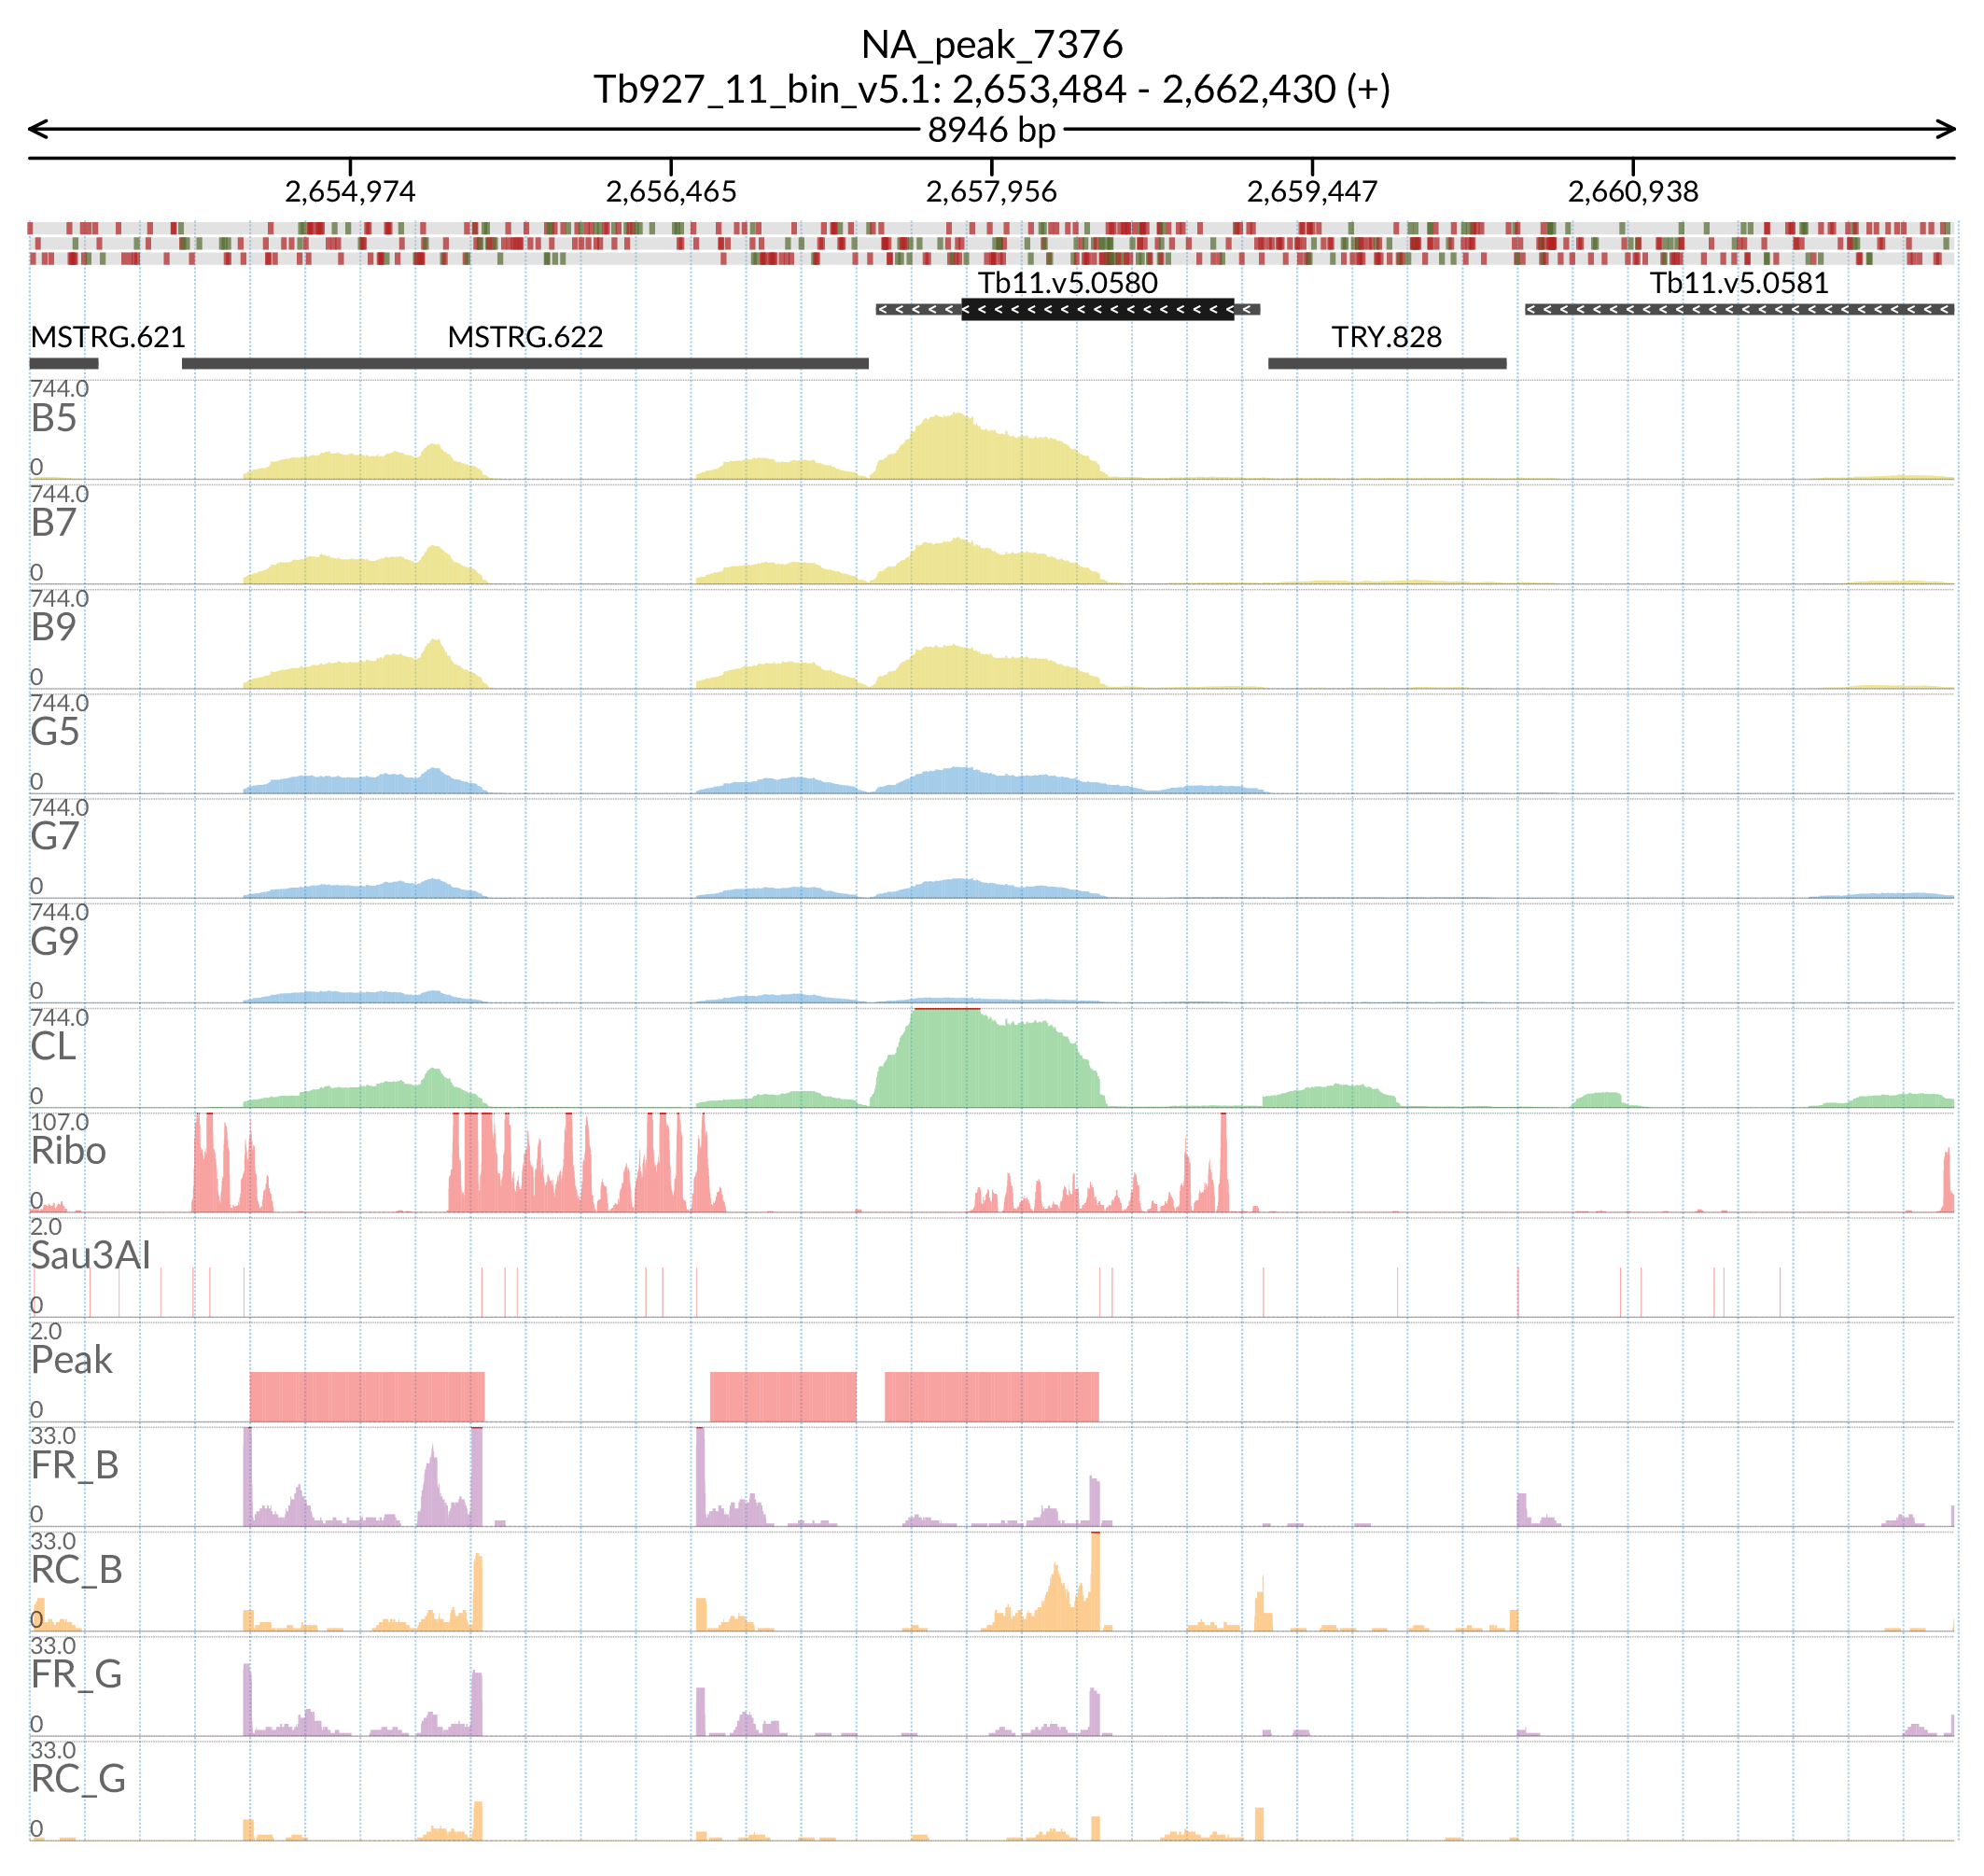 NA_peak_7376
Tb927_11_bin_v5.1: 2,653,484 - 2,662,430 (+)
8946 bp
2,654,974 2,656,465 2,657,956 2,659,447 2,660,938
Tb11.v5.0580 Tb11.v5.0581
MSTRG.621 MSTRG.622 TRY.828
744.0
B5
0
744.0
B7
0
744.0
B9
0
744.0
G5
0
744.0
G7
0
744.0
G9
0
744.0
CL
0
107.0
Ribo
0
2.0
Sau3AI
0
2.0
Peak
0
33.0
FR_B
0
33.0
RC_B
0
33.0
FR_G
0
33.0
RC_G
0